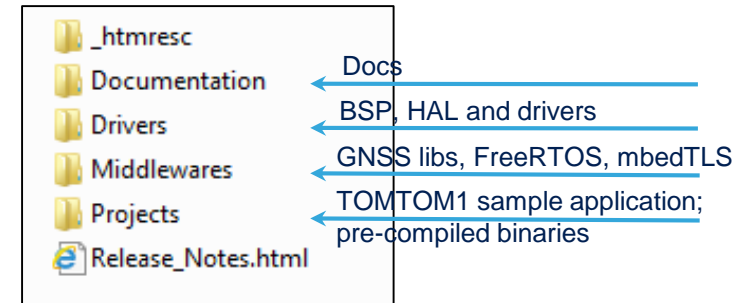 _htmresc
Documentation
Docs
Drivers
BSP, HAL and drivers
Middlewares
GNSS libs, FreeRTOS, mbedTLS
Projects
TOMTOM1 sample application;
pre-compiled binaries
Release_Notes.html